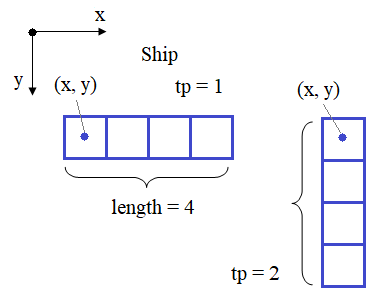 x
Ship
y
(x, y)
tp = 1
(x, y)
length = 4
tp = 2